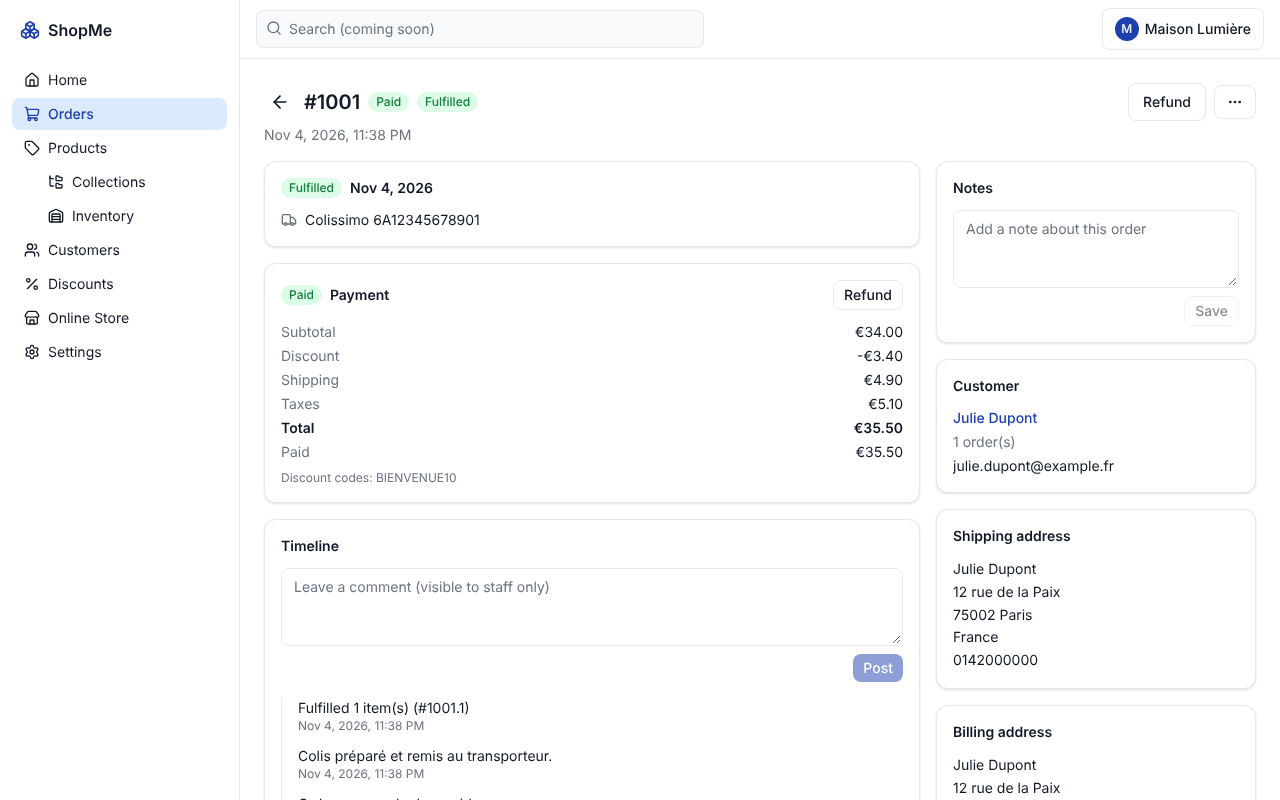 ShopMe
Search (coming soon)
M Maison Lumière
Home
Orders
Products
Collections
Inventory
Customers
Discounts
Online Store
Settings
#1001 Paid Fulfilled
Refund
Nov 4, 2026, 11:38 PM
Fulfilled Nov 4, 2026
Colissimo 6A12345678901
Paid Payment Refund
Subtotal €34.00
Discount -€3.40
Shipping €4.90
Taxes €5.10
Total €35.50
Paid €35.50
Discount codes: BIENVENUE10
Timeline
Leave a comment (visible to staff only)
Post
Fulfilled 1 item(s) (#1001.1)
Nov 4, 2026, 11:38 PM
Colis préparé et remis au transporteur.
Nov 4, 2026, 11:38 PM
Notes
Add a note about this order
Save
Customer
Julie Dupont
1 order(s)
julie.dupont@example.fr
Shipping address
Julie Dupont
12 rue de la Paix
75002 Paris
France
0142000000
Billing address
Julie Dupont
12 rue de la Paix